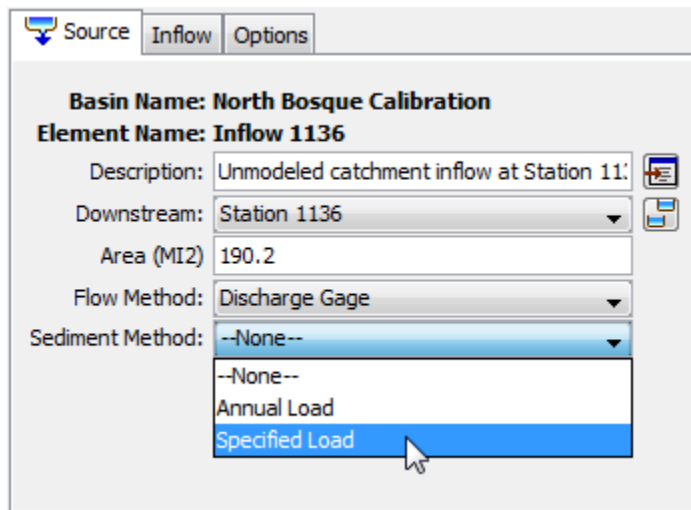 Source Inflow Options
Basin Name: North Bosque Calibration
Element Name: Inflow 1136
Description: Unmodeled catchment inflow at Station 11
Downstream: Station 1136
Area (MI2) 190.2
Flow Method: Discharge Gage
Sediment Method: --None--
--None--
Annual Load
Specified Load